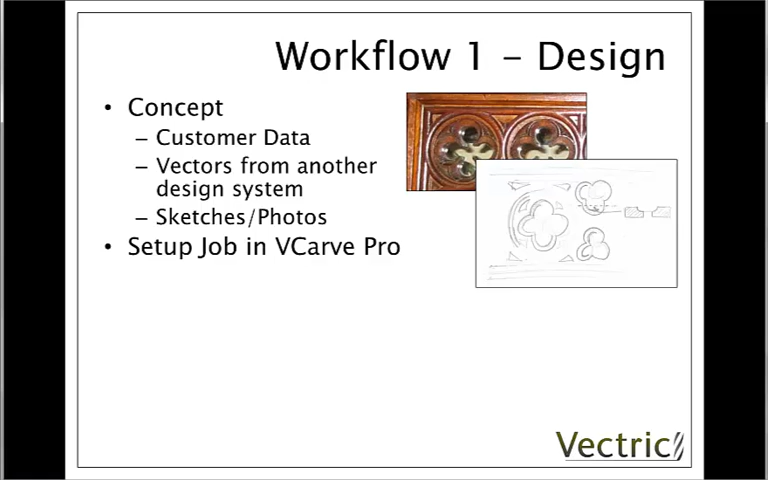 Workflow 1 – Design
• Concept
– Customer Data
– Vectors from another
design system
– Sketches/Photos
• Setup Job in VCarve Pro
Vectric